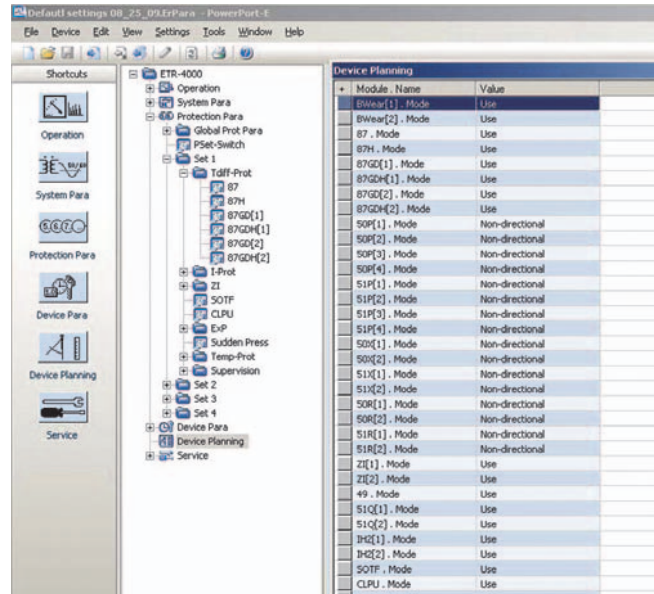 Defautl settings 08_25_09.ErPara - PowerPort-E
File Device Edit View Settings Tools Window Help
Shortcuts
Operation
System Para
Protection Para
Device Para
Device Planning
Service
ETR-4000
Operation
System Para
Protection Para
Global Prot Para
PSet-Switch
Set 1
Tdiff-Prot
87
87H
87GD[1]
87GDH[1]
87GD[2]
87GDH[2]
I-Prot
ZI
SOTF
CLPU
ExP
Sudden Press
Temp-Prot
Supervision
Set 2
Set 3
Set 4
Device Para
Device Planning
Service
Device Planning
+ Module . Name Value
BWear[1] . Mode Use
BWear[2] . Mode Use
87 . Mode Use
87H . Mode Use
87GD[1] . Mode Use
87GDH[1] . Mode Use
87GD[2] . Mode Use
87GDH[2] . Mode Use
50P[1] . Mode Non-directional
50P[2] . Mode Non-directional
50P[3] . Mode Non-directional
50P[4] . Mode Non-directional
51P[1] . Mode Non-directional
51P[2] . Mode Non-directional
51P[3] . Mode Non-directional
51P[4] . Mode Non-directional
50X[1] . Mode Non-directional
50X[2] . Mode Non-directional
51X[1] . Mode Non-directional
51X[2] . Mode Non-directional
50R[1] . Mode Non-directional
50R[2] . Mode Non-directional
51R[1] . Mode Non-directional
51R[2] . Mode Non-directional
ZI[1] . Mode Use
ZI[2] . Mode Use
49 . Mode Use
51Q[1] . Mode Use
51Q[2] . Mode Use
IH2[1] . Mode Use
IH2[2] . Mode Use
SOTF . Mode Use
CLPU . Mode Use